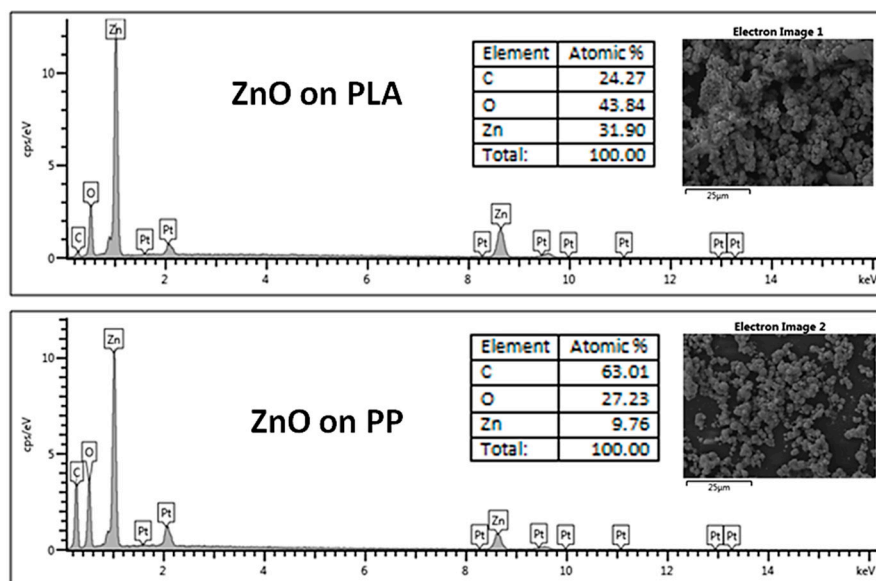 Electron Image 1
Zn
10
cps/eV
5
0
ZnO on PLA
Element Atomic %
C 24.27
O 43.84
Zn 31.90
Total: 100.00
25µm
O
C
Pt
Pt
Pt
Zn
Pt
Pt
Pt
Pt
Pt
2 4 6 8 10 12 14 keV
Electron Image 2
Zn
10
cps/eV
5
0
ZnO on PP
Element Atomic %
C 63.01
O 27.23
Zn 9.76
Total: 100.00
25µm
C
O
Pt
Pt
Pt
Zn
Pt
Pt
Pt
Pt
Pt
2 4 6 8 10 12 14 keV